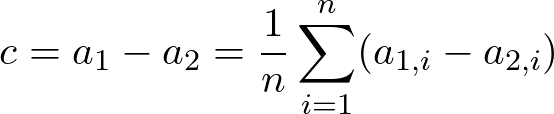 c = a_1 - a_2 = \frac{1}{n} \sum_{i=1}^{n} (a_{1,i} - a_{2,i})